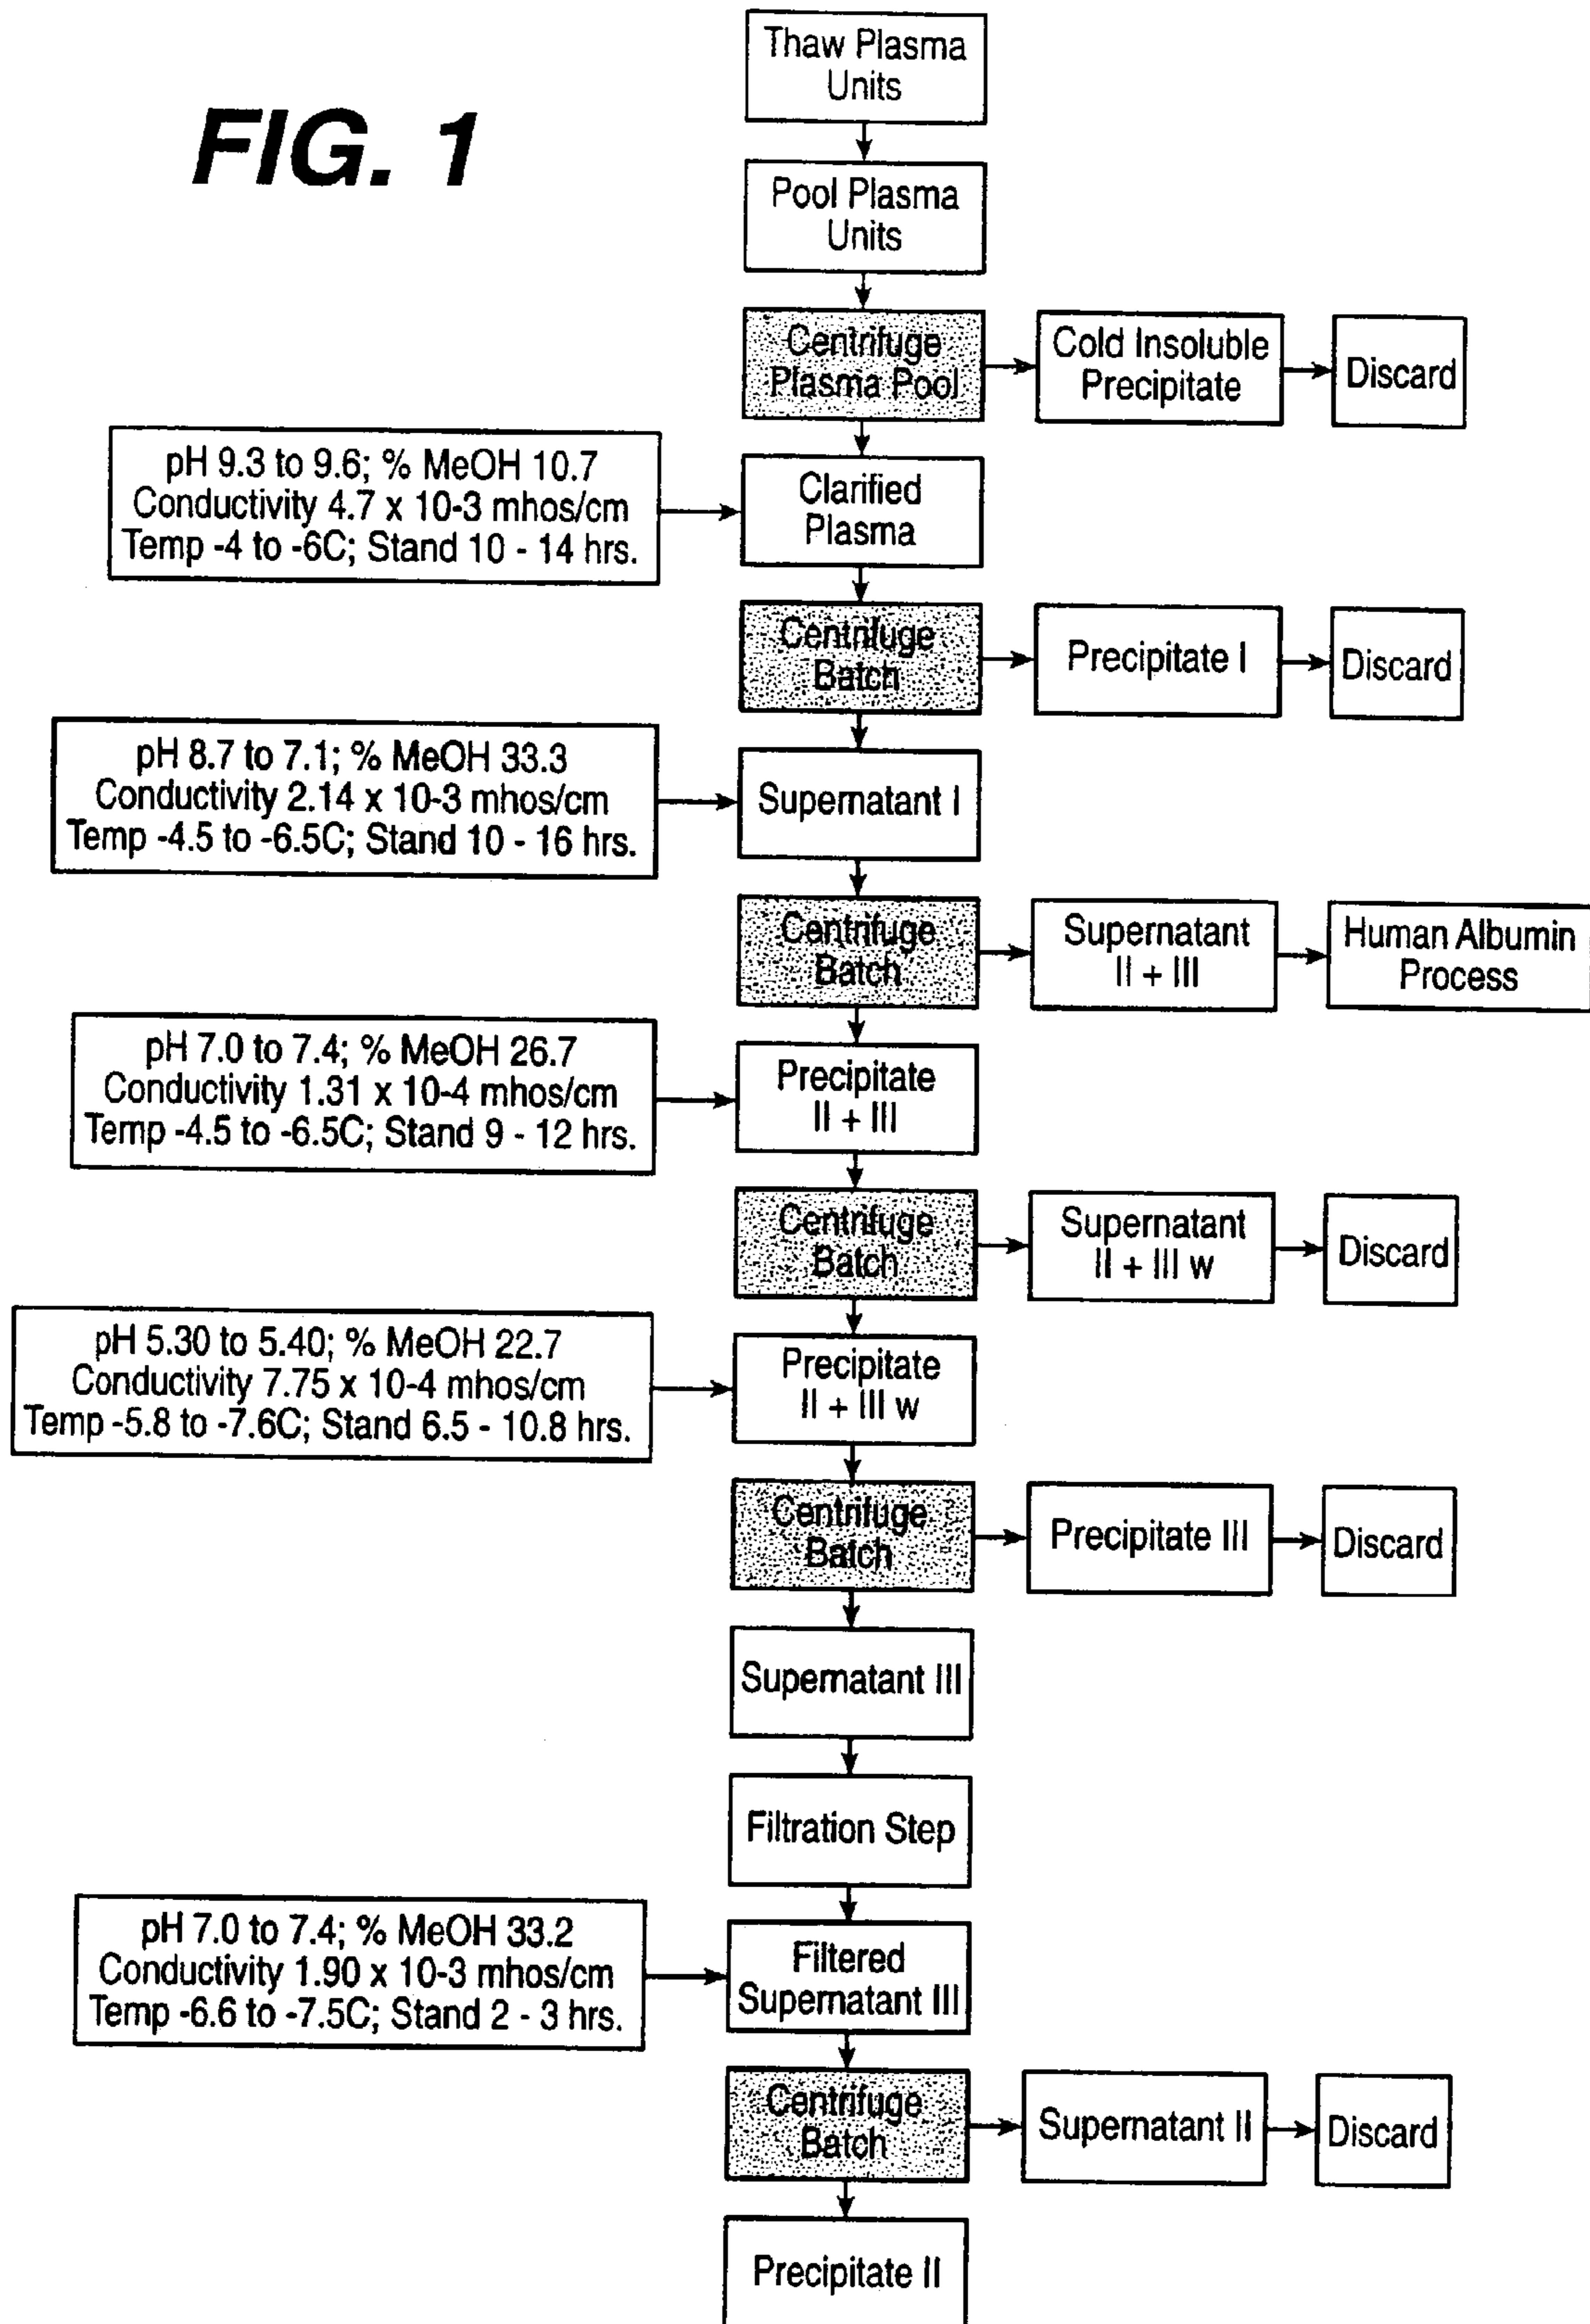 FIG. 1
Thaw Plasma
Units
Pool Plasma
Units
Centrifuge
Plasma Pool
Cold Insoluble
Precipitate
Discard
pH 9.3 to 9.6; % MeOH 10.7
Conductivity 4.7 x 10-3 mhos/cm
Temp -4 to -6C; Stand 10 - 14 hrs.
Clarified
Plasma
Centrifuge
Batch
Precipitate I
Discard
pH 8.7 to 7.1; % MeOH 33.3
Conductivity 2.14 x 10-3 mhos/cm
Temp -4.5 to -6.5C; Stand 10 - 16 hrs.
Supernatant I
Centrifuge
Batch
Supernatant
II + III
Human Albumin
Process
pH 7.0 to 7.4; % MeOH 26.7
Conductivity 1.31 x 10-4 mhos/cm
Temp -4.5 to -6.5C; Stand 9 - 12 hrs.
Precipitate
II + III
Centrifuge
Batch
Supernatant
II + III w
Discard
pH 5.30 to 5.40; % MeOH 22.7
Conductivity 7.75 x 10-4 mhos/cm
Temp -5.8 to -7.6C; Stand 6.5 - 10.8 hrs.
Precipitate
II + III w
Centrifuge
Batch
Precipitate III
Discard
Supernatant III
Filtration Step
pH 7.0 to 7.4; % MeOH 33.2
Conductivity 1.90 x 10-3 mhos/cm
Temp -6.6 to -7.5C; Stand 2 - 3 hrs.
Filtered
Supernatant III
Centrifuge
Batch
Supernatant II
Discard
Precipitate II